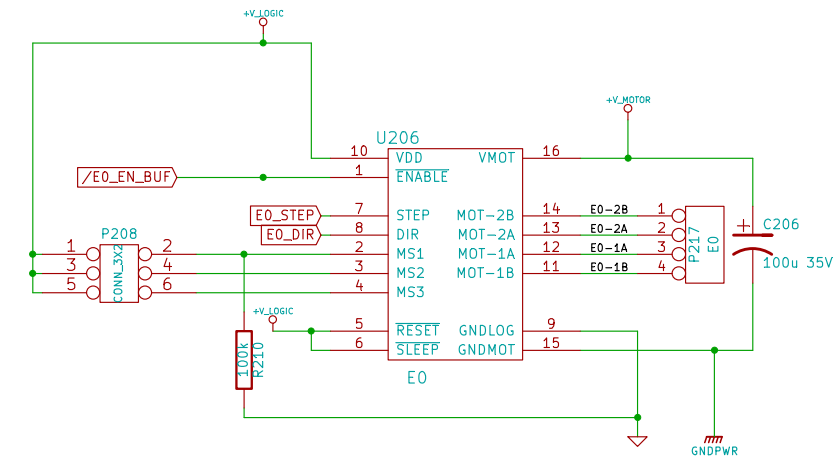 +V_LOGIC
+V_MOTOR
U206
10 VDD VMOT 16
/E0_EN_BUF 1 ENABLE
E0_STEP 7 STEP MOT-2B 14 E0-2B 1
E0_DIR 8 DIR MOT-2A 13 E0-2A 2
2 MS1 MOT-1A 12 E0-1A 3
3 MS2 MOT-1B 11 E0-1B 4
4 MS3
P217
E0
+
C206
100u 35V
P208
1 2
3 4
5 6
CONN_3X2
+V_LOGIC
5 RESET GNDLOG 9
6 SLEEP GNDMOT 15
E0
100k
R210
GNDPWR